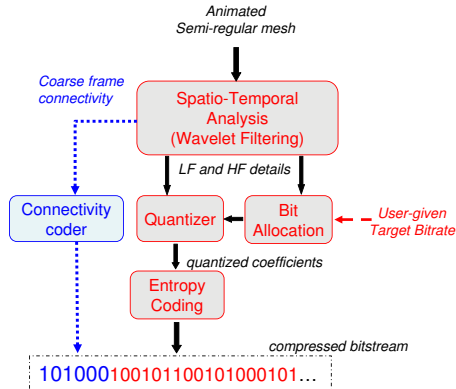 Animated
Semi-regular mesh
Coarse frame
connectivity
Spatio-Temporal
Analysis
(Wavelet Filtering)
LF and HF details
Connectivity
coder
Quantizer
Bit
Allocation
User-given
Target Bitrate
quantized coefficients
Entropy
Coding
compressed bitstream
101000100101100101000101...